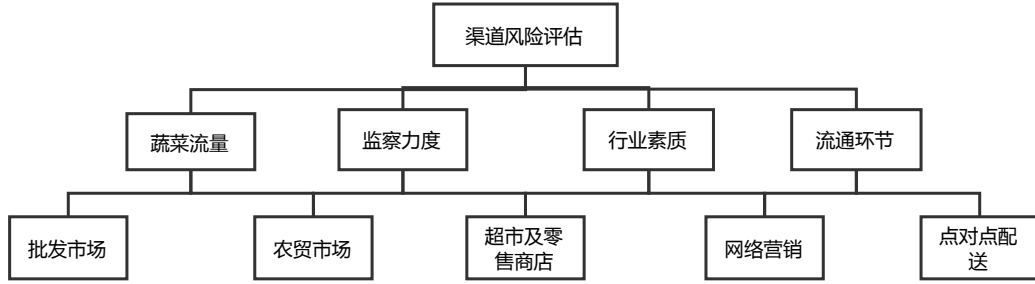 渠道风险评估
蔬菜流量
监察力度
行业素质
流通环节
批发市场
农贸市场
超市及零
售商店
网络营销
点对点配
送